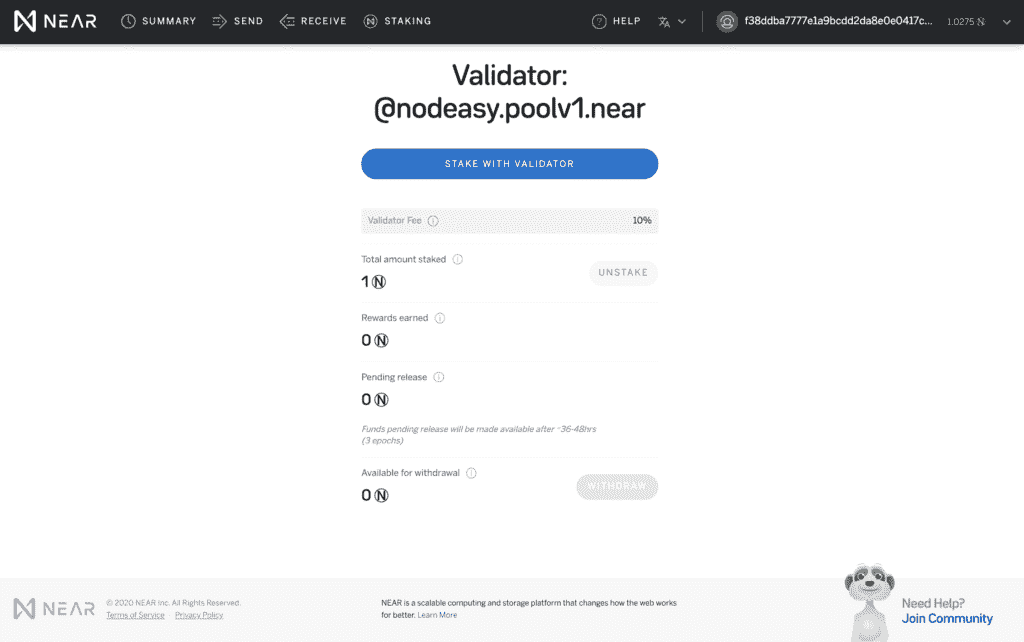 NEAR SUMMARY SEND RECEIVE STAKING HELP f38ddba7777e1a9bcdd2da8e0e0417c... 1.0275 N
Validator:
@nodeasy.poolv1.near
STAKE WITH VALIDATOR
Validator Fee 10%
Total amount staked
1 N
UNSTAKE
Rewards earned
0 N
Pending release
0 N
Funds pending release will be made available after ~36-48hrs
(3 epochs)
Available for withdrawal
0 N
WITHDRAW
NEAR
© 2020 NEAR Inc. All Rights Reserved.
Terms of Service Privacy Policy
NEAR is a scalable computing and storage platform that changes how the web works
for better. Learn More
Need Help?
Join Community